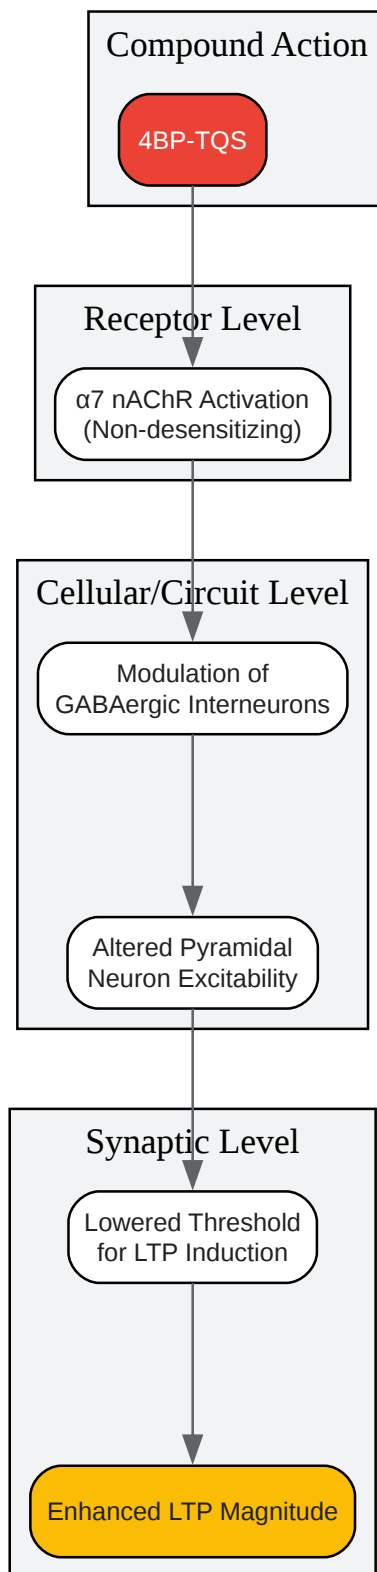 Compound Action
4BP-TQS
Receptor Level
α7 nAChR Activation
(Non-desensitizing)
Cellular/Circuit Level
Modulation of
GABAergic Interneurons
Altered Pyramidal
Neuron Excitability
Synaptic Level
Lowered Threshold
for LTP Induction
Enhanced LTP Magnitude